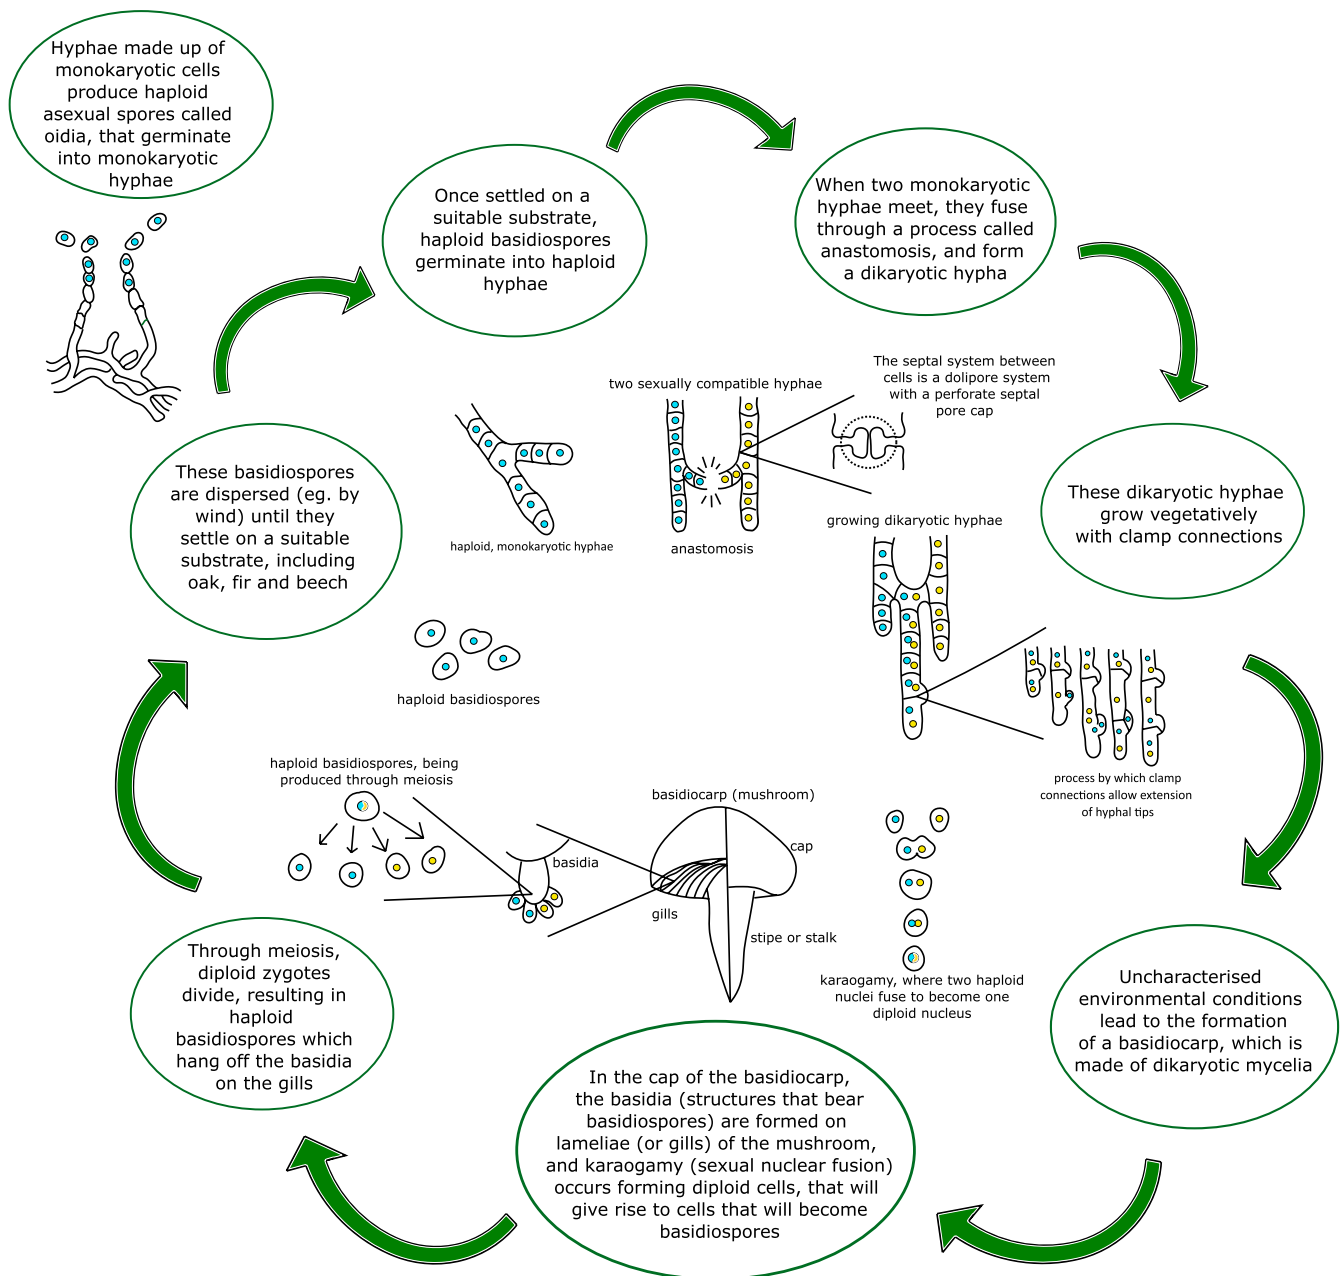 Hyphae made up of
monokaryotic cells
produce haploid
asexual spores called
oidia, that germinate
into monokaryotic
hyphae
Once settled on a
suitable substrate,
haploid basidiospores
germinate into haploid
hyphae
When two monokaryotic
hyphae meet, they fuse
through a process called
anastomosis, and form
a dikaryotic hypha
These dikaryotic hyphae
grow vegetatively
with clamp connections
Uncharacterised
environmental conditions
lead to the formation
of a basidiocarp, which is
made of dikaryotic mycelia
In the cap of the basidiocarp,
the basidia (structures that bear
basidiospores) are formed on
lameliae (or gills) of the mushroom,
and karaogamy (sexual nuclear fusion)
occurs forming diploid cells, that will
give rise to cells that will become
basidiospores
Through meiosis,
diploid zygotes
divide, resulting in
haploid
basidiospores which
hang off the basidia
on the gills
These basidiospores
are dispersed (eg. by
wind) until they
settle on a suitable
substrate, including
oak, fir and beech
haploid, monokaryotic hyphae
two sexually compatible hyphae
anastomosis
The septal system between
cells is a dolipore system
with a perforate septal
pore cap
growing dikaryotic hyphae
process by which clamp
connections allow extension
of hyphal tips
karaogamy, where two haploid
nuclei fuse to become one
diploid nucleus
basidiocarp (mushroom)
cap
gills
stipe or stalk
basidia
haploid basidiospores, being
produced through meiosis
haploid basidiospores